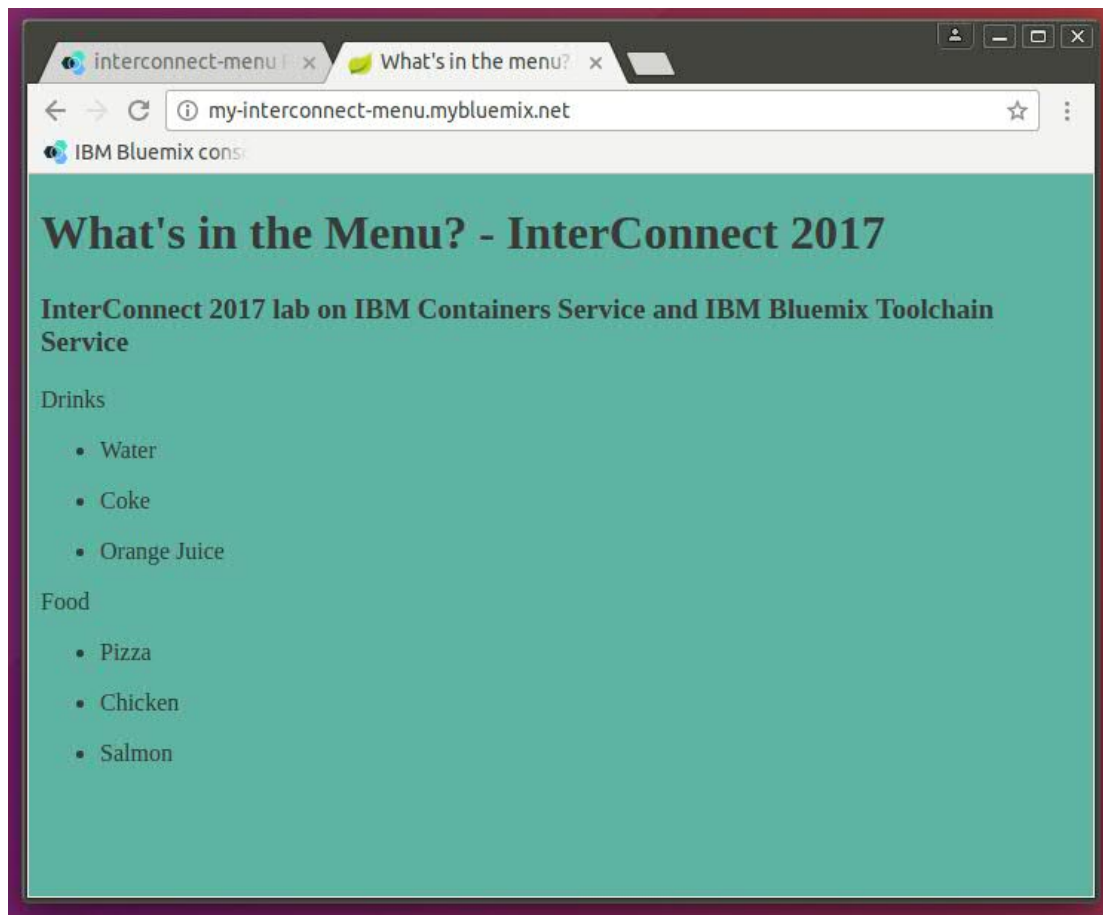 interconnect-menu
What's in the menu?
my-interconnect-menu.mybluemix.net
IBM Bluemix cons
What's in the Menu? - InterConnect 2017
InterConnect 2017 lab on IBM Containers Service and IBM Bluemix Toolchain
Service
Drinks
Water
Coke
Orange Juice
Food
Pizza
Chicken
Salmon